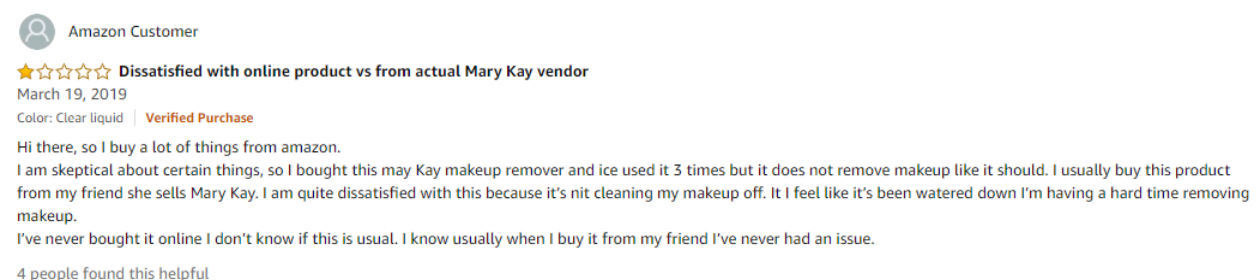 Amazon Customer
Dissatisfied with online product vs from actual Mary Kay vendor
March 19, 2019
Color: Clear liquid | Verified Purchase
Hi there, so I buy a lot of things from amazon.
I am skeptical about certain things, so I bought this may Kay makeup remover and ice used it 3 times but it does not remove makeup like it should. I usually buy this product
from my friend she sells Mary Kay. I am quite dissatisfied with this because it’s nit cleaning my makeup off. It I feel like it’s been watered down I’m having a hard time removing
makeup.
I’ve never bought it online I don’t know if this is usual. I know usually when I buy it from my friend I’ve never had an issue.
4 people found this helpful